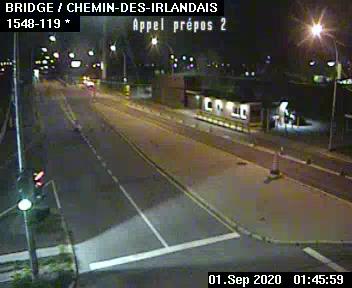 BRIDGE / CHEMIN-DES-IRLANDAIS
1548-119 *
Appel prépos 2
01.Sep 2020 01:45:59